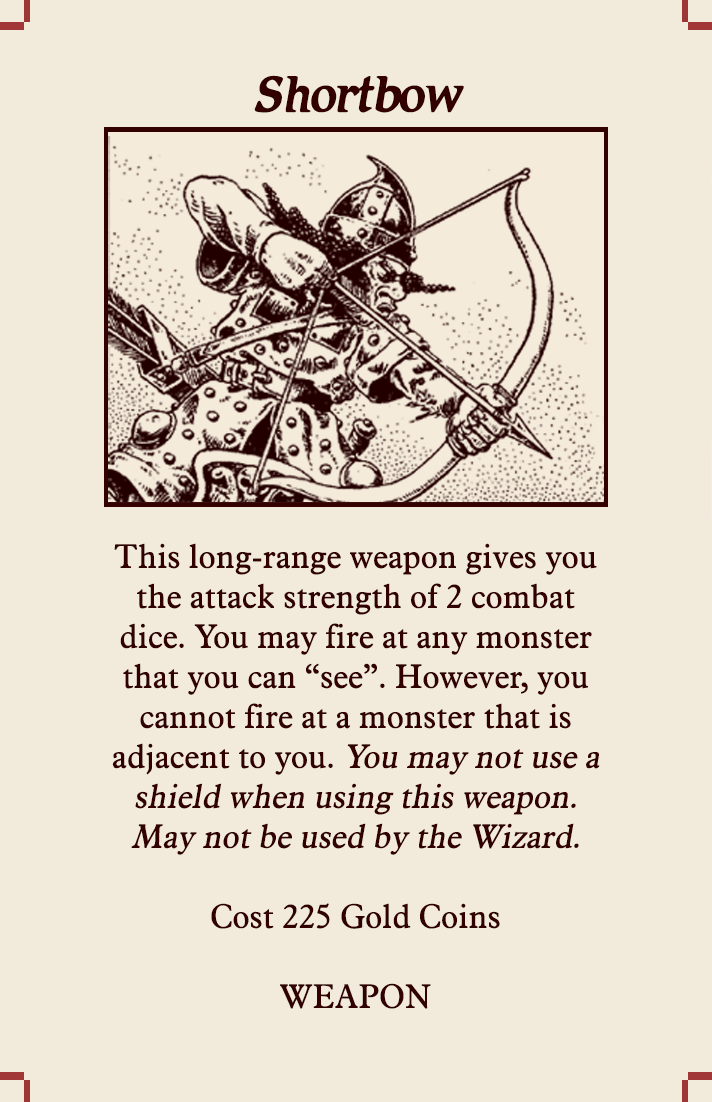 Shortbow
This long-range weapon gives you
the attack strength of 2 combat
dice. You may fire at any monster
that you can “see”. However, you
cannot fire at a monster that is
adjacent to you. You may not use a
shield when using this weapon.
May not be used by the Wizard.
Cost 225 Gold Coins
WEAPON